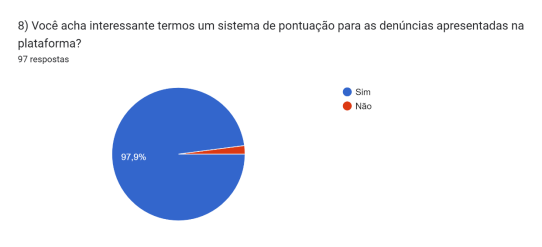 8) Você acha interessante termos um sistema de pontuação para as denúncias apresentadas na
plataforma?
97 respostas
Sim
Não
97,9%